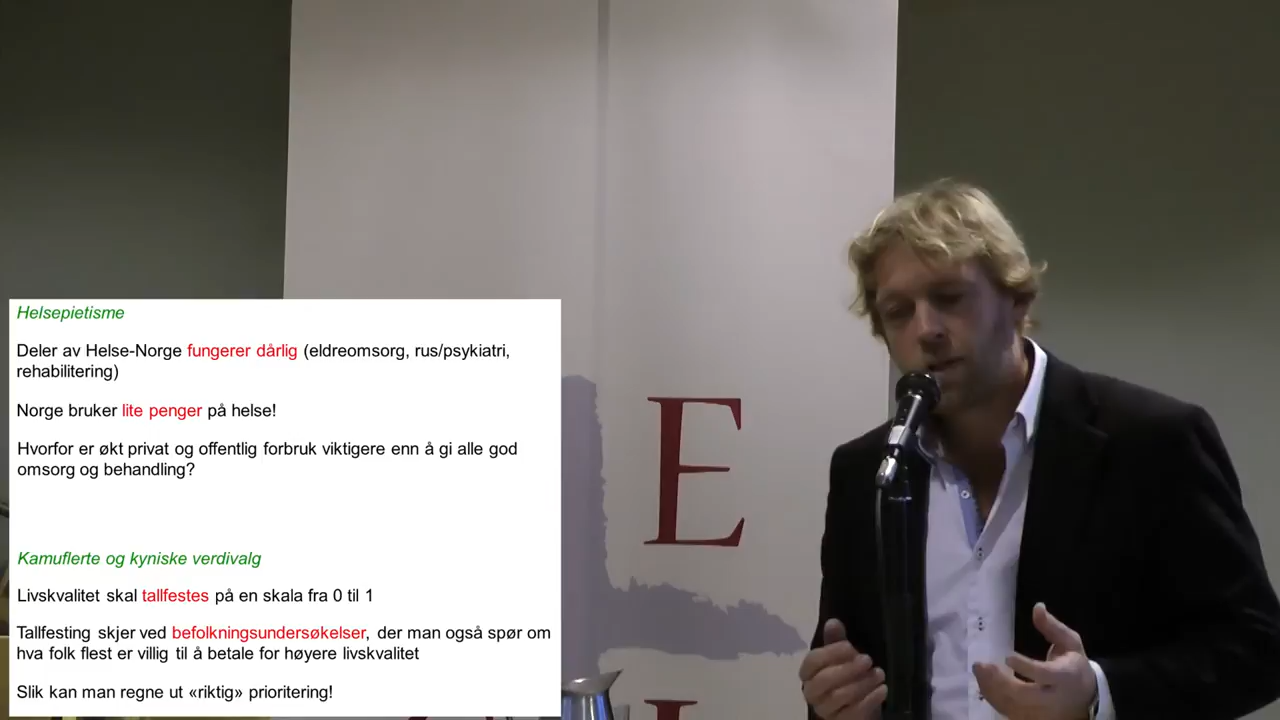 Helsepietisme
Deler av Helse-Norge fungerer dårlig (eldreomsorg, rus/psykiatri,
rehabilitering)
Norge bruker lite penger på helse!
Hvorfor er økt privat og offentlig forbruk viktigere enn å gi alle god
omsorg og behandling?
Kamuflerte og kyniske verdivalg
Livskvalitet skal tallfestes på en skala fra 0 til 1
Tallfesting skjer ved befolkningsundersøkelser, der man også spør om
hva folk flest er villig til å betale for høyere livskvalitet
Slik kan man regne ut «riktig» prioritering!
E